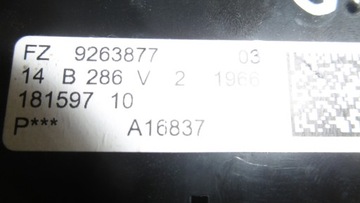 FZ 9263877 03
14 B 286 V 2 1966
181597 10
P*** A16837